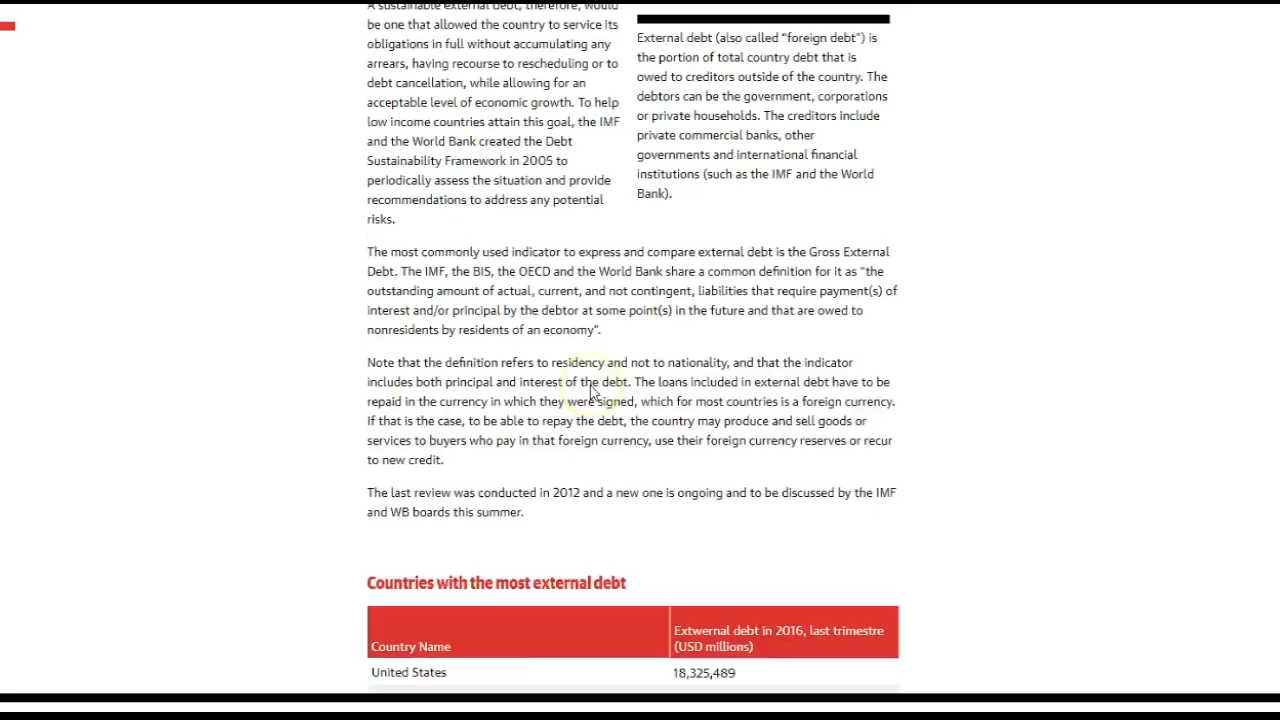 A sustainable external debt, therefore, would
be one that allowed the country to service its
obligations in full without accumulating any
arrears, having recourse to rescheduling or to
debt cancellation, while allowing for an
acceptable level of economic growth. To help
low income countries attain this goal, the IMF
and the World Bank created the Debt
Sustainability Framework in 2005 to
periodically assess the situation and provide
recommendations to address any potential
risks.
External debt (also called "foreign debt") is
the portion of total country debt that is
owed to creditors outside of the country. The
debtors can be the government, corporations
or private households. The creditors include
private commercial banks, other
governments and international financial
institutions (such as the IMF and the World
Bank).
The most commonly used indicator to express and compare external debt is the Gross External
Debt. The IMF, the BIS, the OECD and the World Bank share a common definition for it as "the
outstanding amount of actual, current, and not contingent, liabilities that require payment(s) of
interest and/or principal by the debtor at some point(s) in the future and that are owed to
nonresidents by residents of an economy".
Note that the definition refers to residency and not to nationality, and that the indicator
includes both principal and interest of the debt. The loans included in external debt have to be
repaid in the currency in which they were signed, which for most countries is a foreign currency.
If that is the case, to be able to repay the debt, the country may produce and sell goods or
services to buyers who pay in that foreign currency, use their foreign currency reserves or recur
to new credit.
The last review was conducted in 2012 and a new one is ongoing and to be discussed by the IMF
and WB boards this summer.
Countries with the most external debt
Country Name
Extwernal debt in 2016, last trimestre
(USD millions)
United States
18,325,489